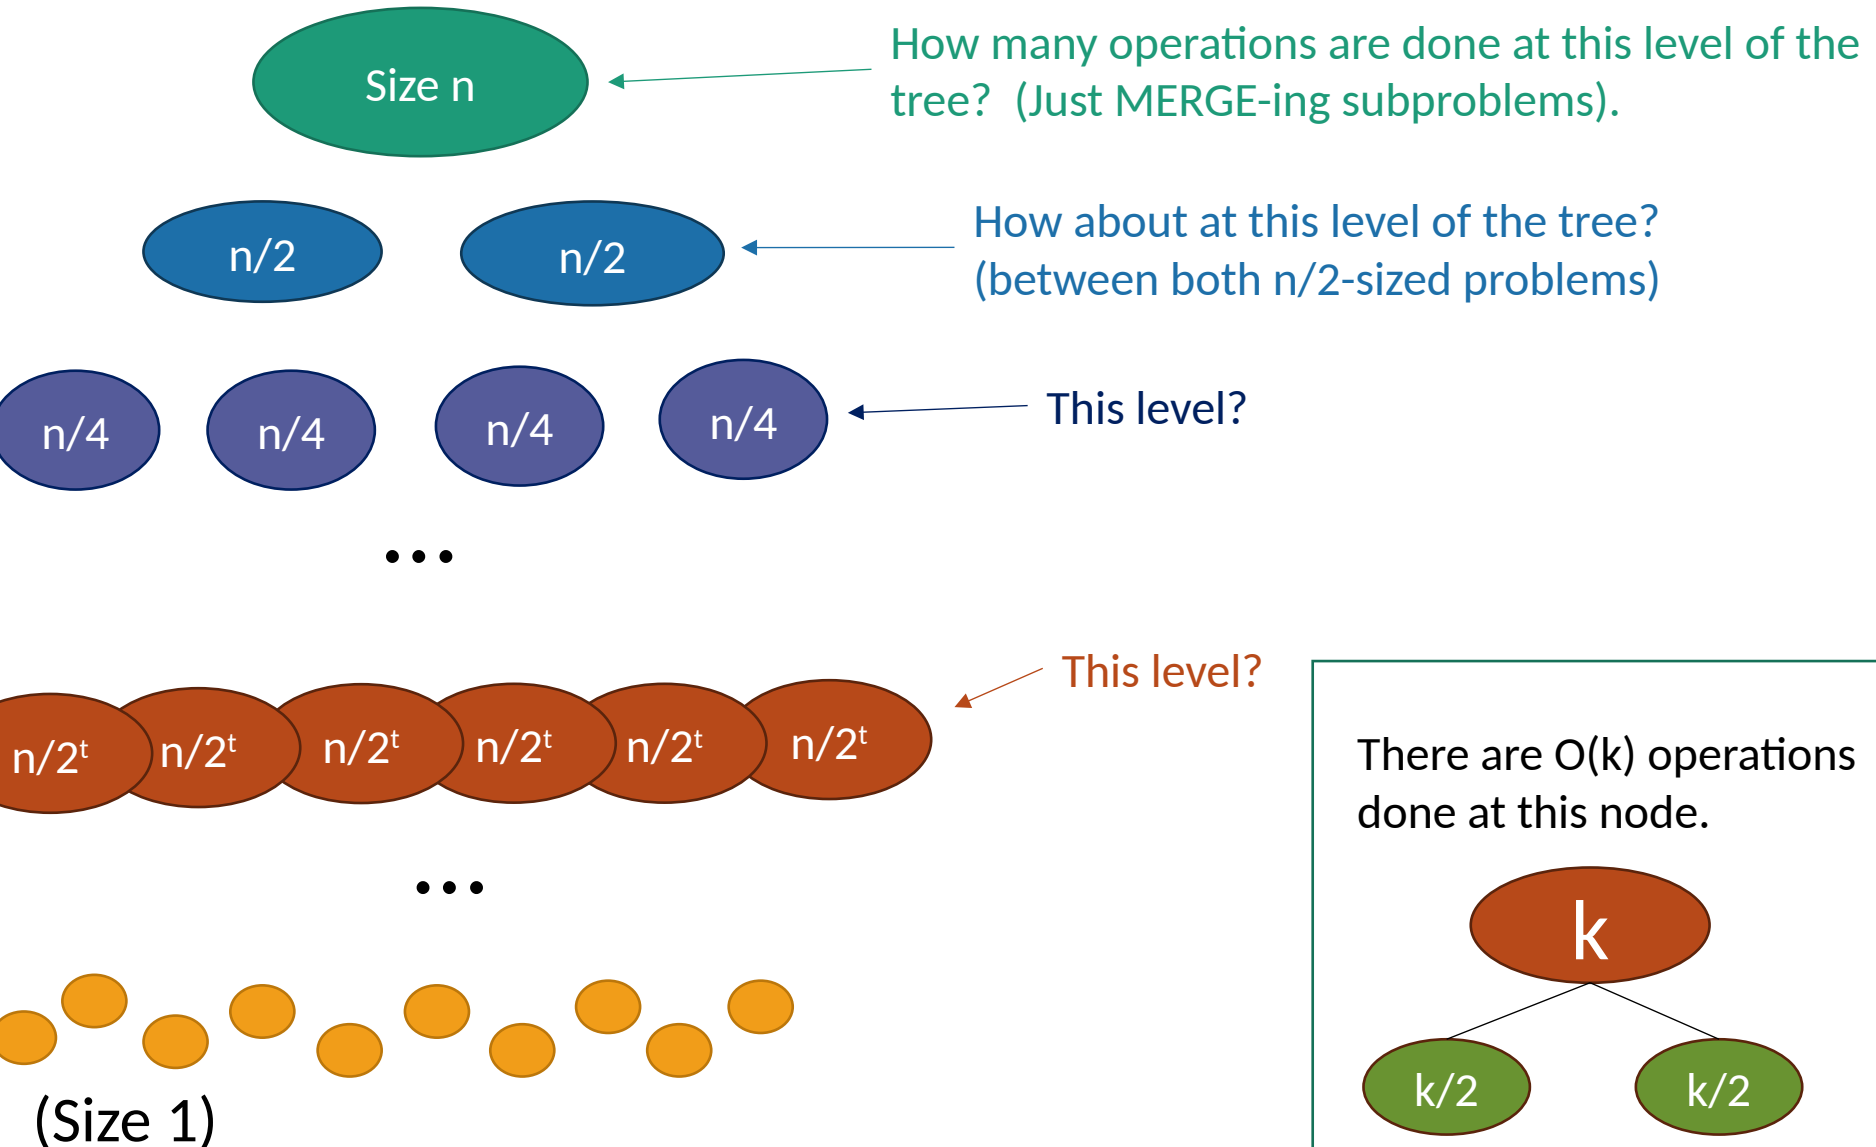 Size n
How many operations are done at this level of the
tree? (Just MERGE-ing subproblems).
n/2
n/2
How about at this level of the tree?
(between both n/2-sized problems)
n/4
n/4
n/4
n/4
This level?
...
This level?
n/2ᵗ
n/2ᵗ
n/2ᵗ
n/2ᵗ
n/2ᵗ
n/2ᵗ
There are O(k) operations
done at this node.
...
k
k/2
k/2
(Size 1)